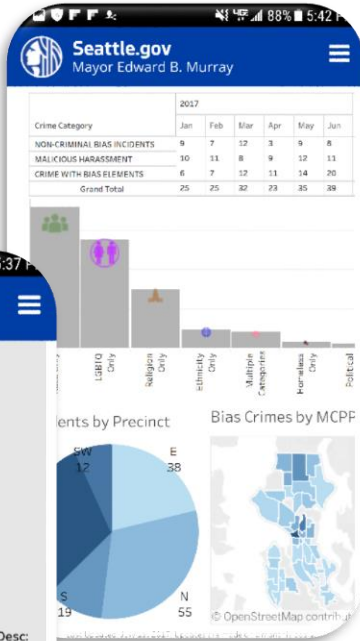 88% 5:42
Seattle.gov
Mayor Edward B. Murray
2017
Crime Category Jan Feb Mar Apr May Jun
NON-CRIMINAL BIAS INCIDENTS 9 7 12 3 9 8
MALICIOUS HARASSMENT 10 11 8 9 12 11
CRIME WITH BIAS ELEMENTS 6 7 12 11 14 20
Grand Total 25 25 32 23 35 39
5:37
LGBTQ Only
Religion Only
Ethnicity Only
Multiple Categories
Homeless Only
Political
ents by Precinct
Bias Crimes by MCPP
SW
12
E
38
S
19
N
55
© OpenStreetMap contribut
Desc: